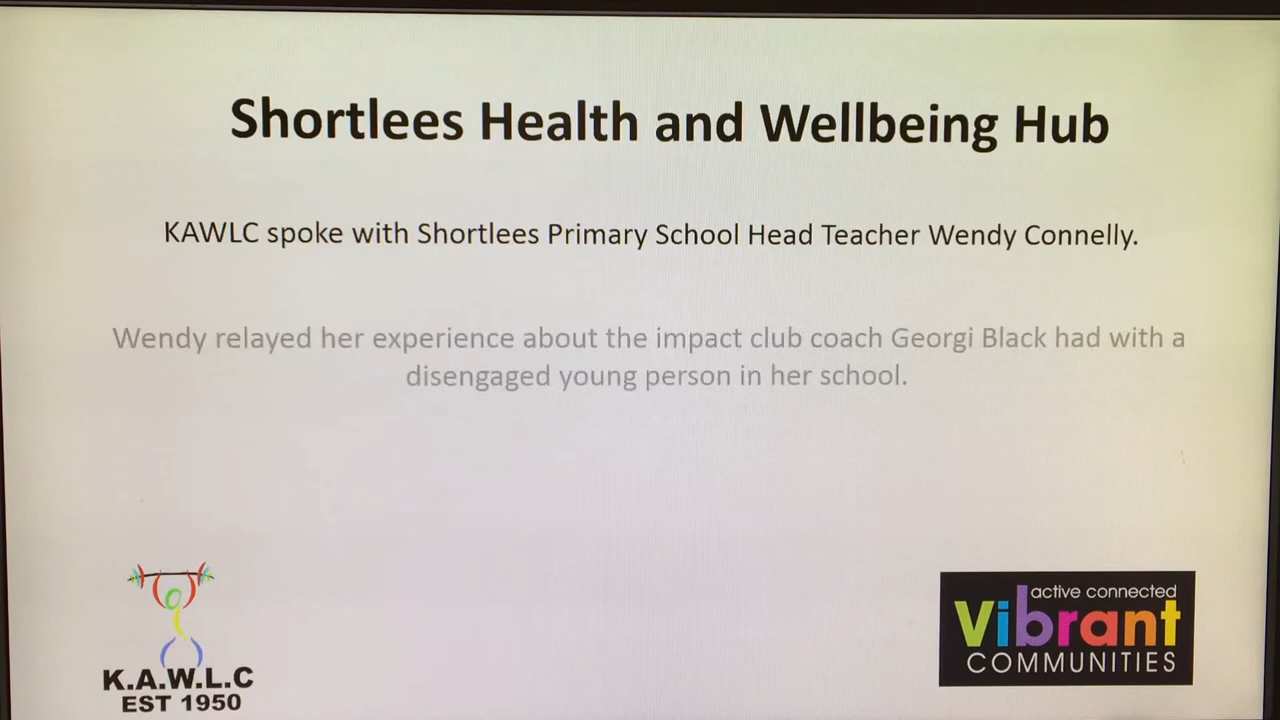 Shortlees Health and Wellbeing Hub
KAWLC spoke with Shortlees Primary School Head Teacher Wendy Connelly.
Wendy relayed her experience about the impact club coach Georgi Black had with a
disengaged young person in her school.
K.A.W.L.C
EST 1950
active connected
Vibrant
COMMUNITIES